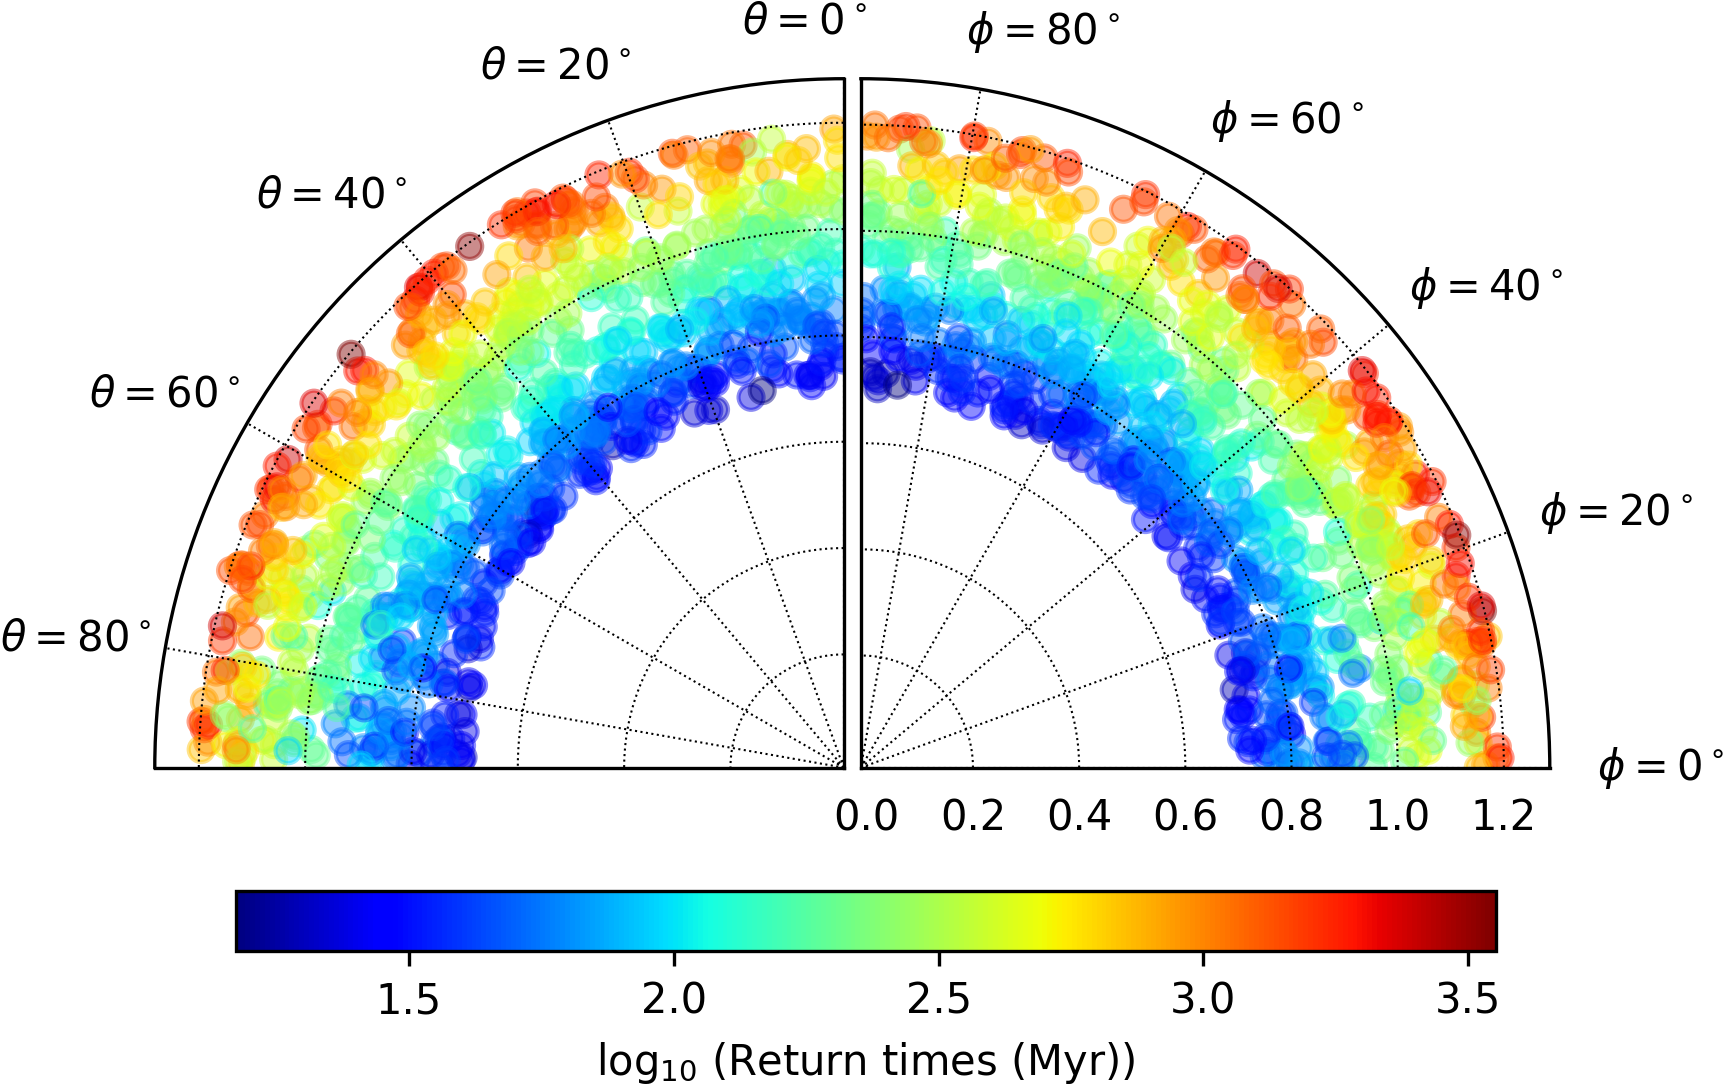 θ = 0°
ϕ = 80°
θ = 20°
ϕ = 60°
θ = 40°
ϕ = 40°
θ = 60°
ϕ = 20°
θ = 80°
ϕ = 0°
0.0 0.2 0.4 0.6 0.8 1.0 1.2
1.5 2.0 2.5 3.0 3.5
log₁₀ (Return times (Myr))